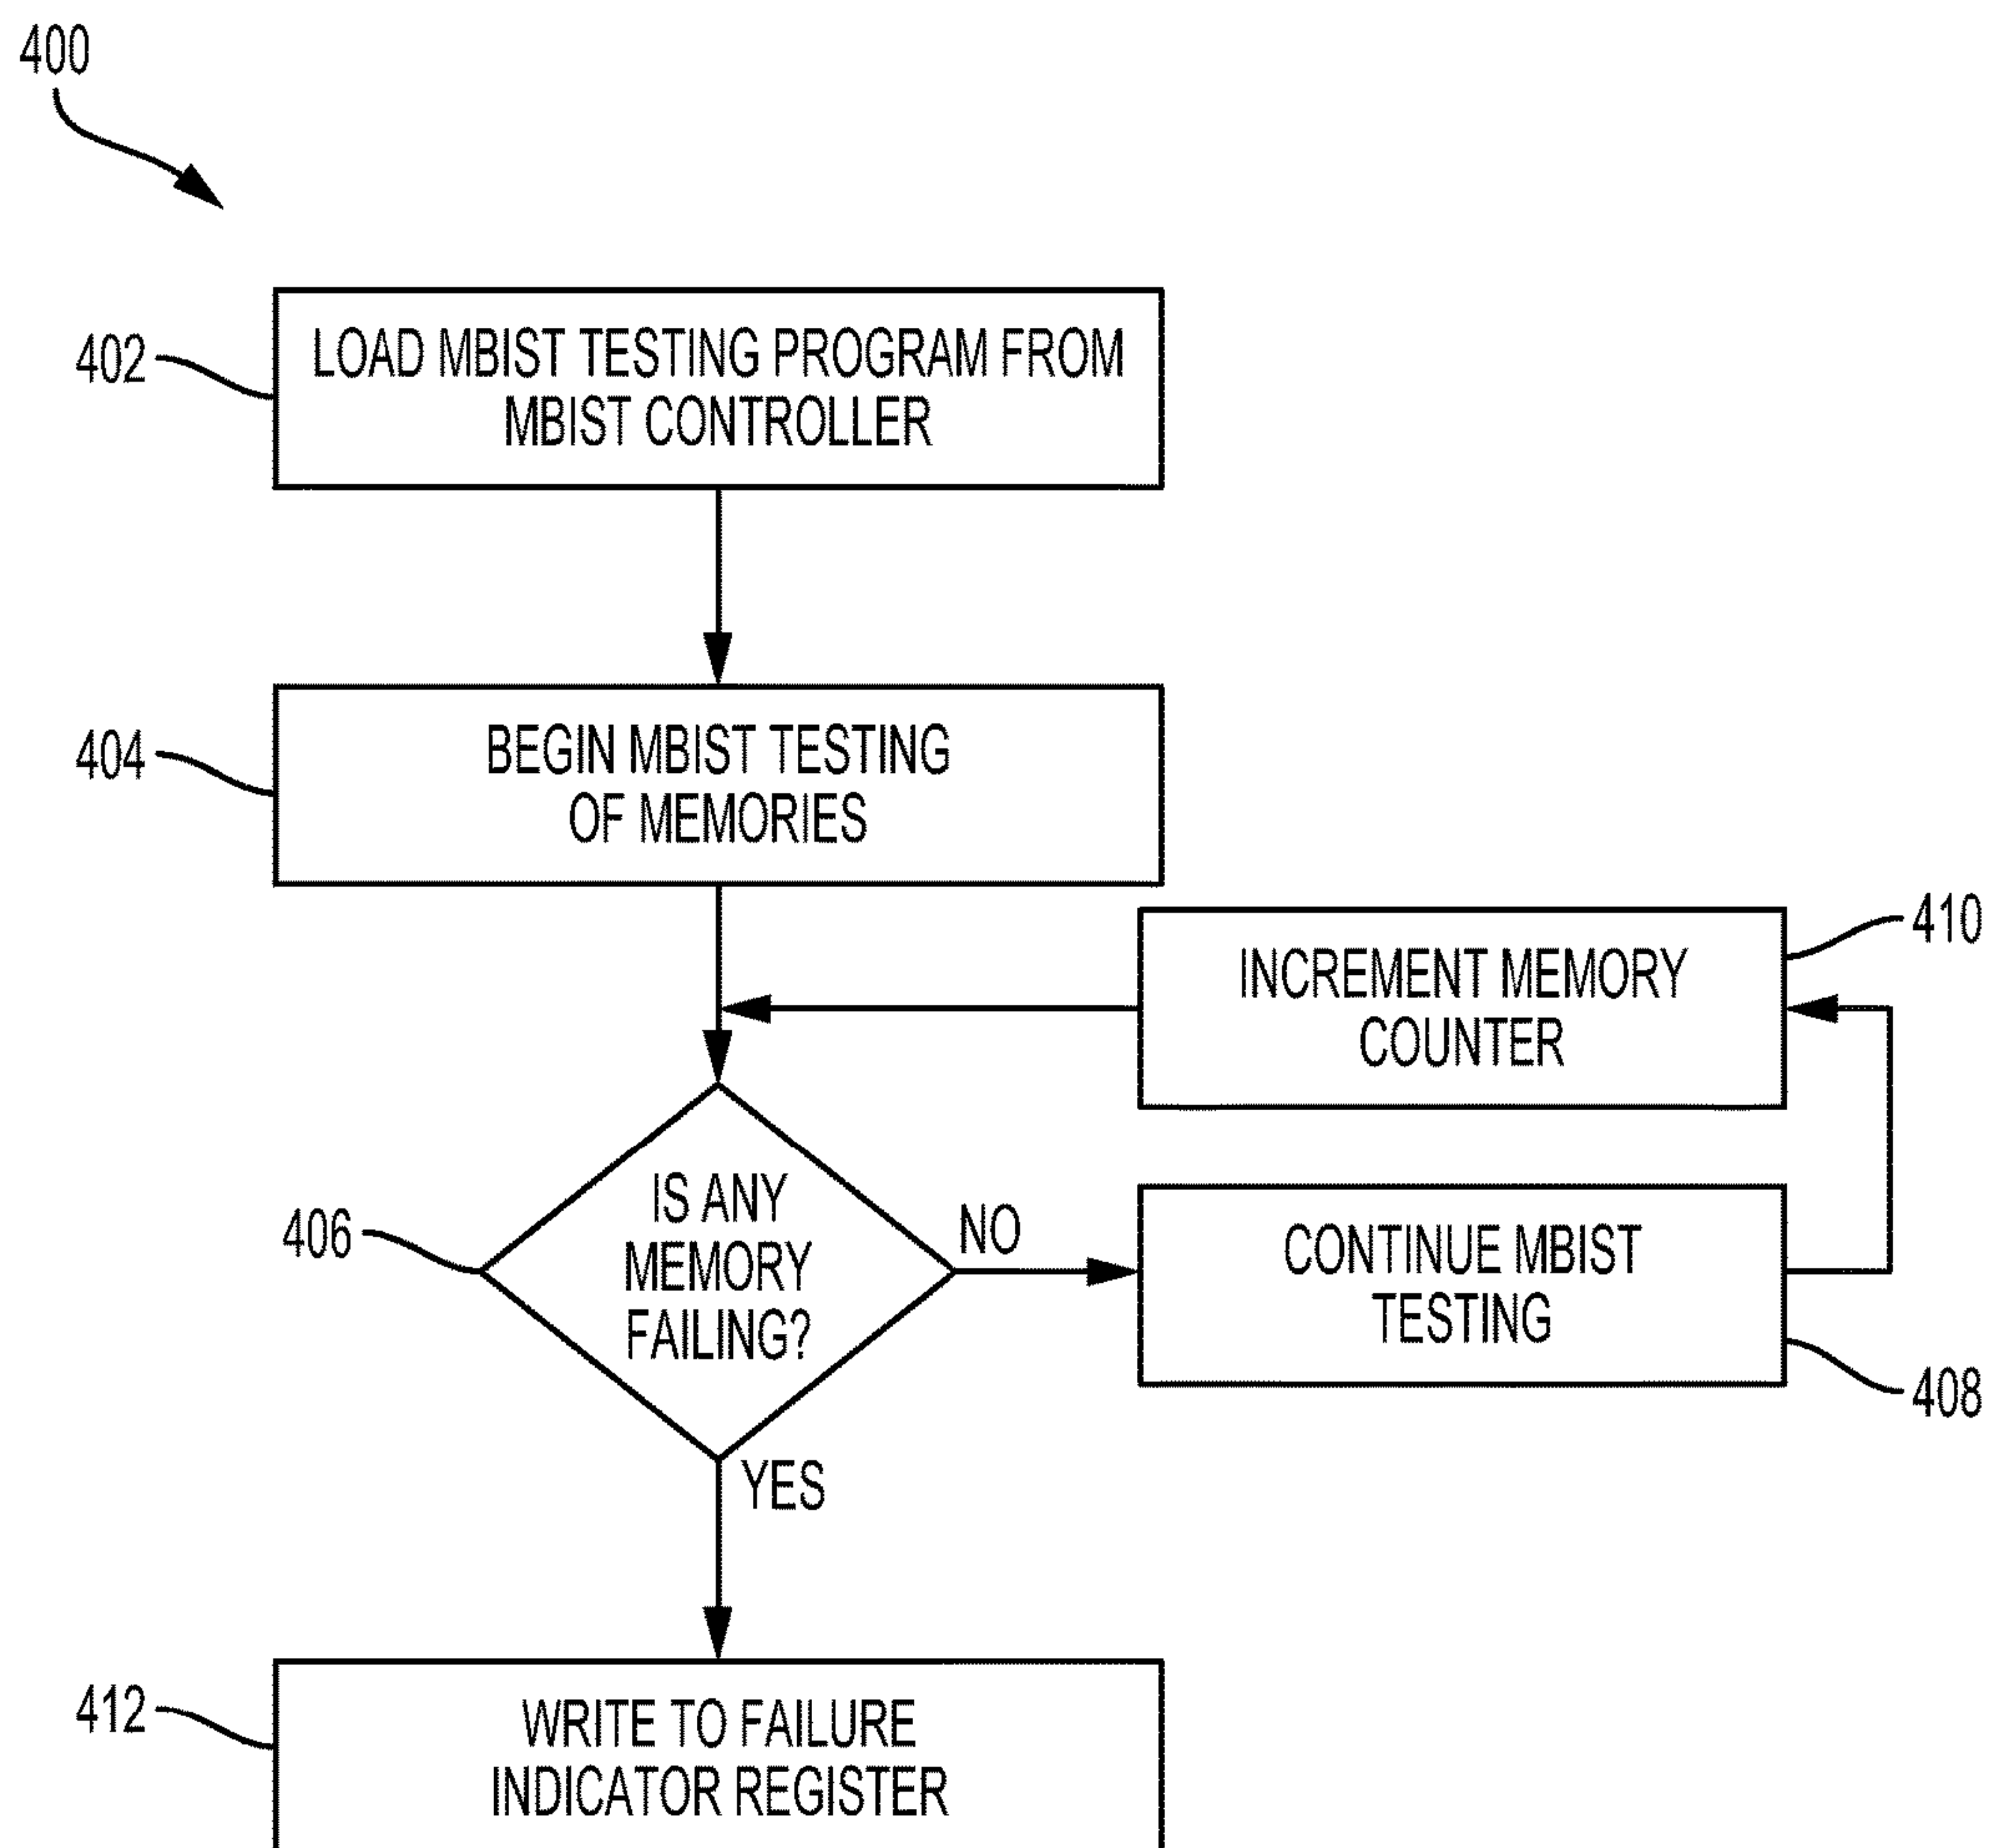 400
402
LOAD MBIST TESTING PROGRAM FROM
MBIST CONTROLLER
404
BEGIN MBIST TESTING
OF MEMORIES
410
INCREMENT MEMORY
COUNTER
406
IS ANY
MEMORY
FAILING?
NO
CONTINUE MBIST
TESTING
408
YES
412
WRITE TO FAILURE
INDICATOR REGISTER